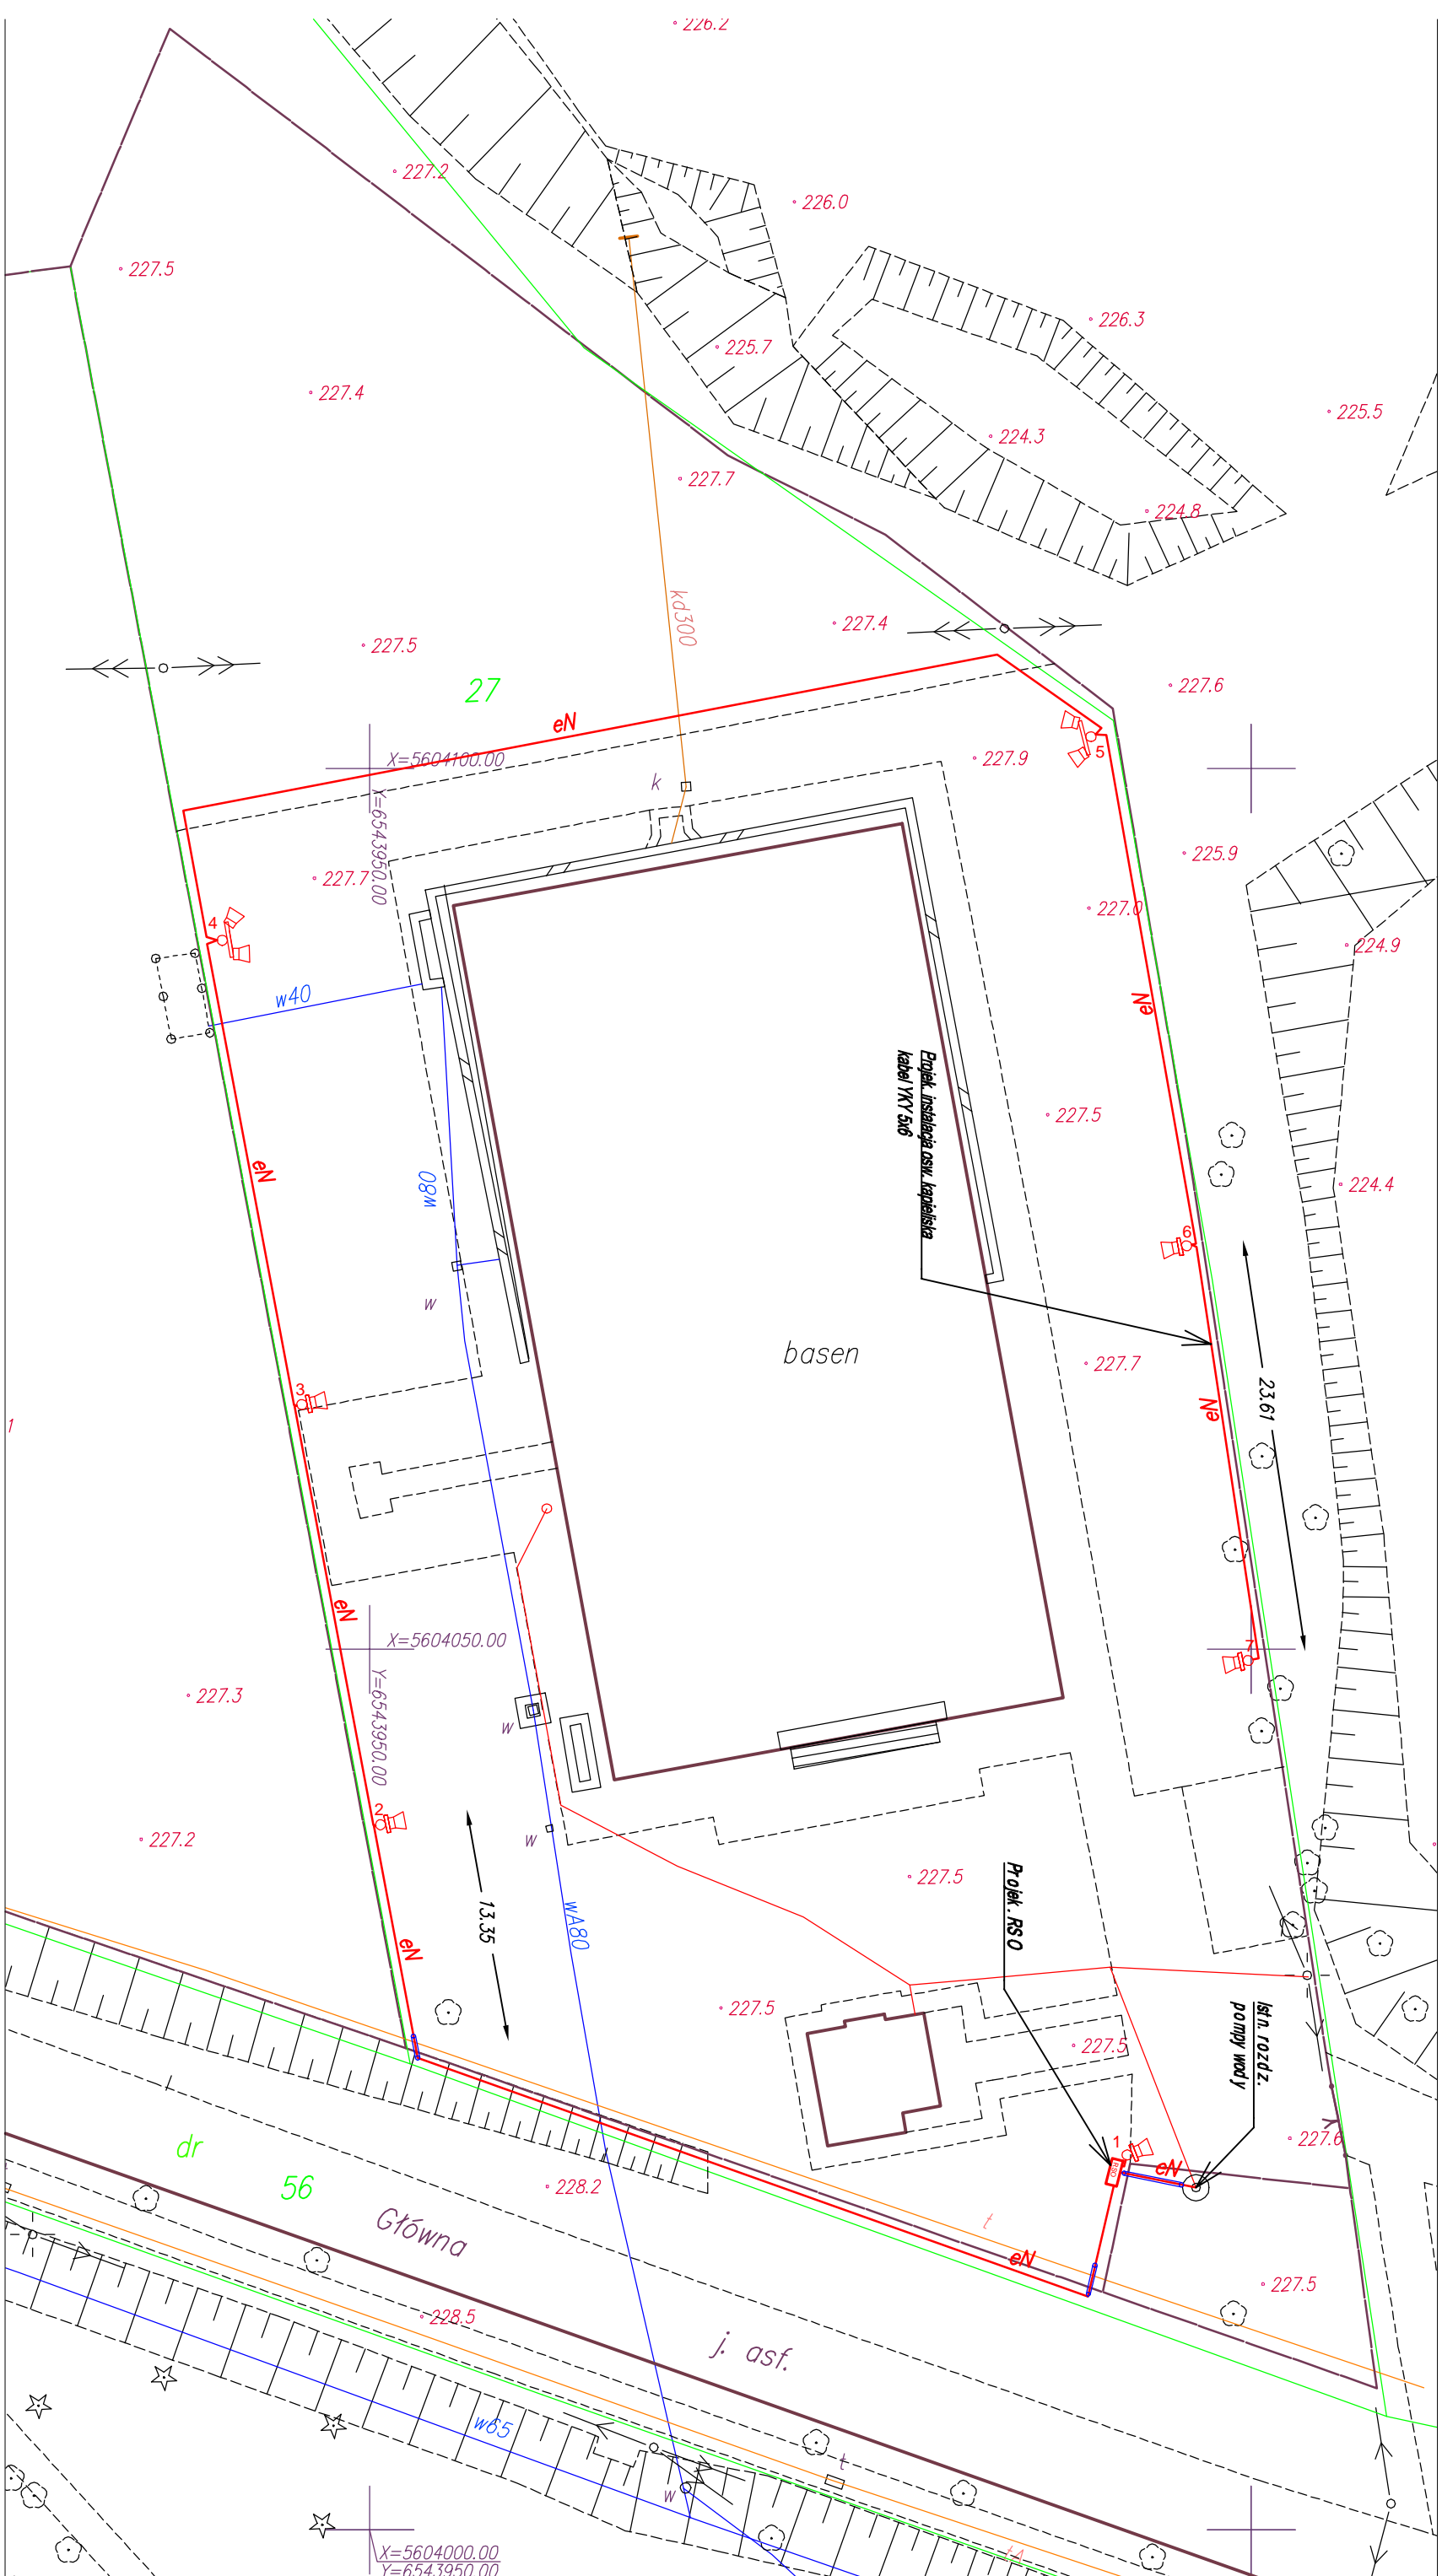 226.2
227.2
226.0
227.5
226.3
225.7
227.4
225.5
224.3
227.7
224.8
kd300
227.4
227.5
27
227.6
eN
5
X=5604100.00
227.9
k
Y=6543950.00
225.9
227.7
227.0
4
224.9
w40
eN
Projek. instalacja osw. kapieliska
kabel YKY 5x6
227.5
eN
w80
224.4
6
w
basen
227.7
23.61
3
eN
1
eN
X=5604050.00
7
227.3
Y=6543950.00
w
2
227.2
w
13.35
wA80
227.5
Projek. RSO
eN
227.5
Istn. rozdz.
pompy wody
227.5
dr
1
227.6
RSO
eN
56
228.2
Główna
t
eN
227.5
228.5
j. asf.
w65
t
w
X=5604000.00
Y=6543950.00